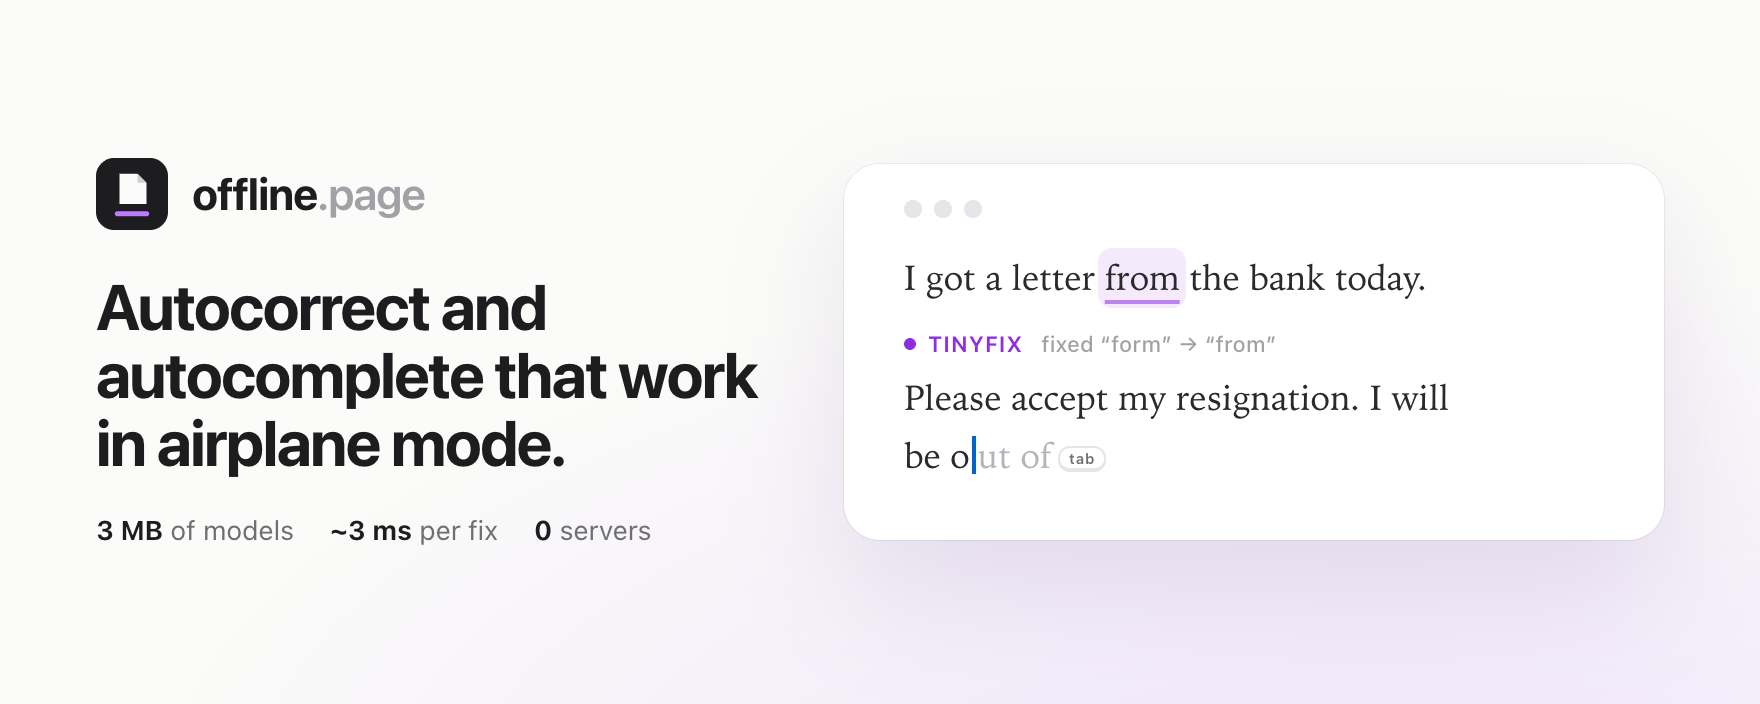 offline.page
Autocorrect and
autocomplete that work
in airplane mode.
3 MB of models ~3 ms per fix 0 servers
I got a letter from the bank today.
TINYFIX fixed “form” → “from”
Please accept my resignation. I will
be out of tab